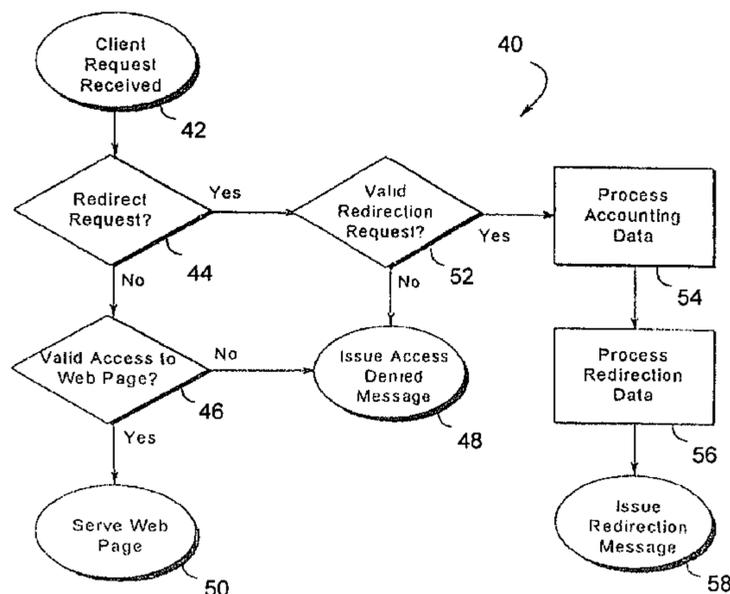 Client
Request
Received
42
40
Redirect
Request?
44
Yes
No
Valid
Redirection
Request?
52
Yes
No
Process
Accounting
Data
54
Valid Access to
Web Page?
46
No
Yes
Issue Access
Denied
Message
48
Process
Redirection
Data
56
Serve Web
Page
50
Issue
Redirection
Message
58